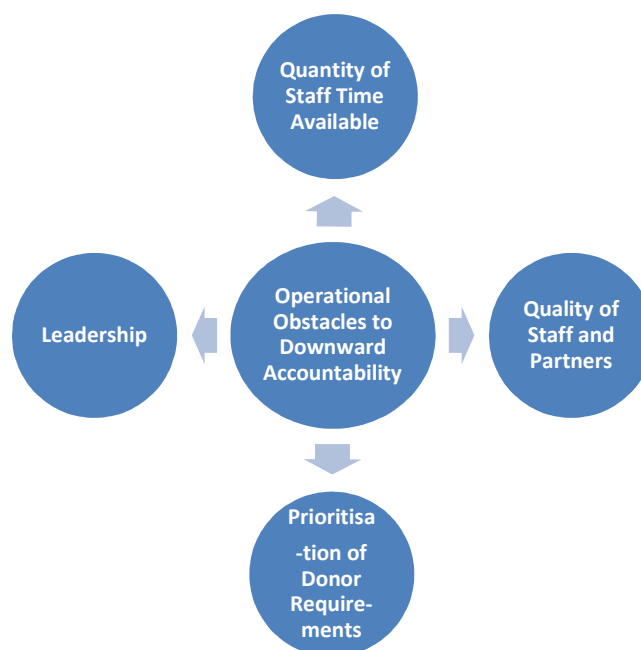 Quantity of
Staff Time
Available
Leadership
Operational
Obstacles to
Downward
Accountability
Quality of
Staff and
Partners
Prioritisa
-tion of
Donor
Require-
ments